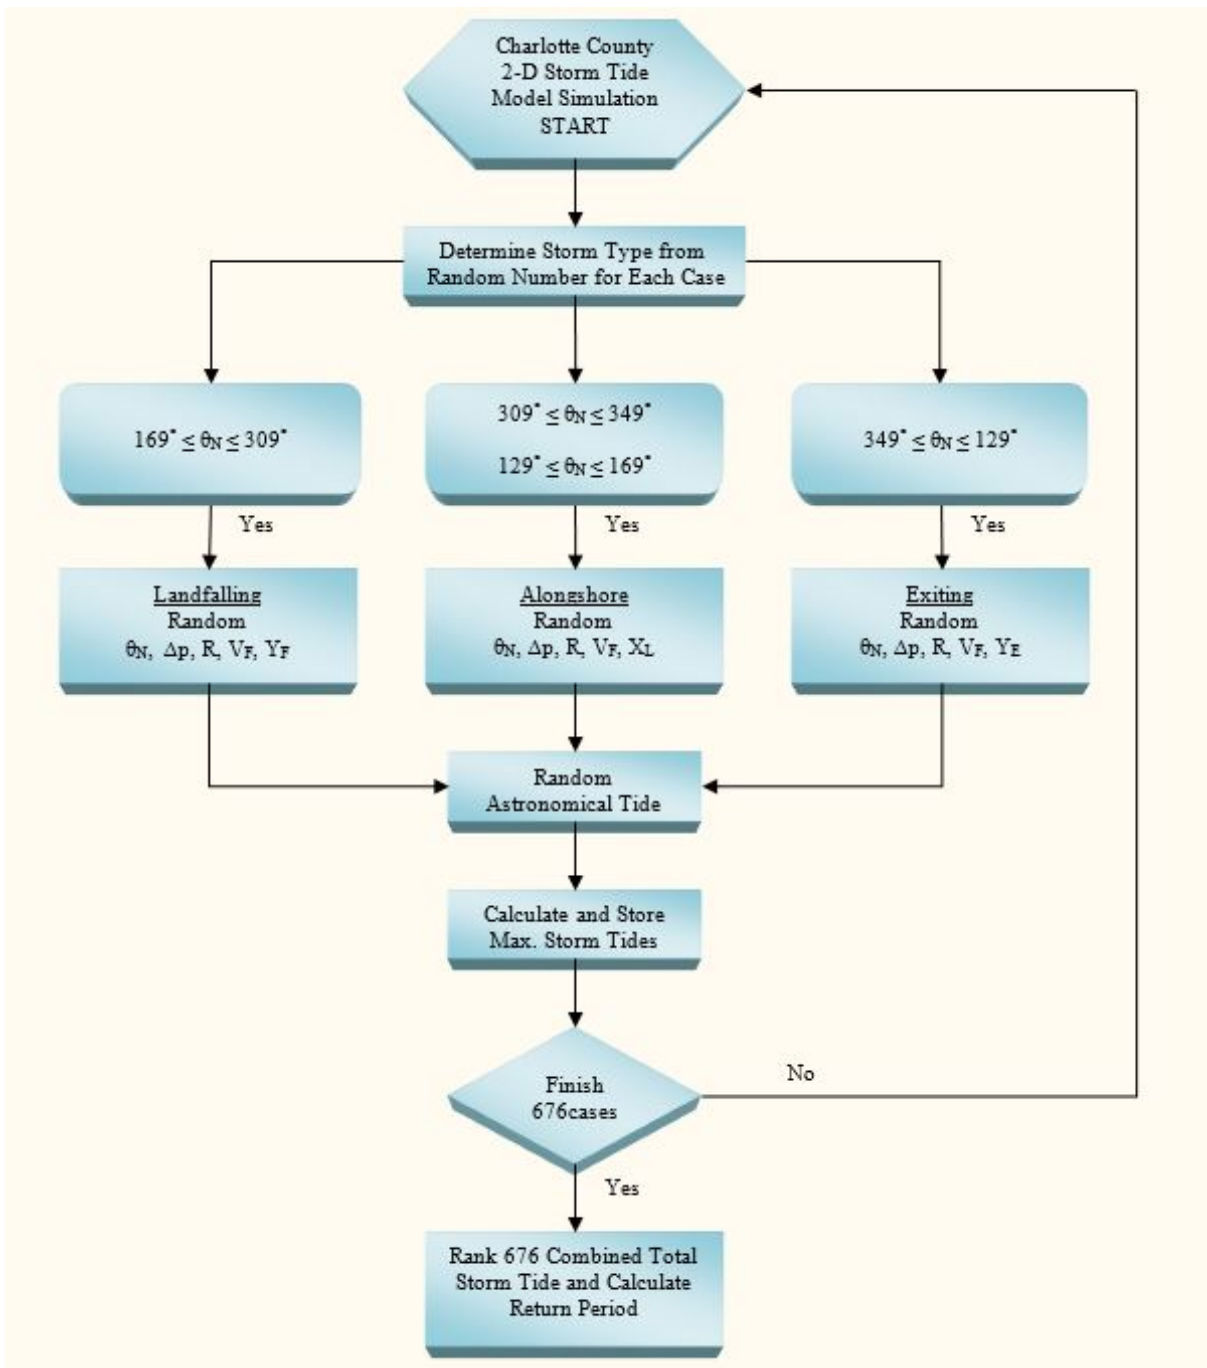 Charlotte County
2-D Storm Tide
Model Simulation
START
Determine Storm Type from
Random Number for Each Case
169° ≤ θN ≤ 309°
309° ≤ θN ≤ 349°
129° ≤ θN ≤ 169°
349° ≤ θN ≤ 129°
Yes
Yes
Yes
Landfalling
Random
θN, Δp, R, VF, YF
Alongshore
Random
θN, Δp, R, VF, XL
Exiting
Random
θN, Δp, R, VF, YE
Random
Astronomical Tide
Calculate and Store
Max. Storm Tides
Finish
676cases
No
Yes
Rank 676 Combined Total
Storm Tide and Calculate
Return Period